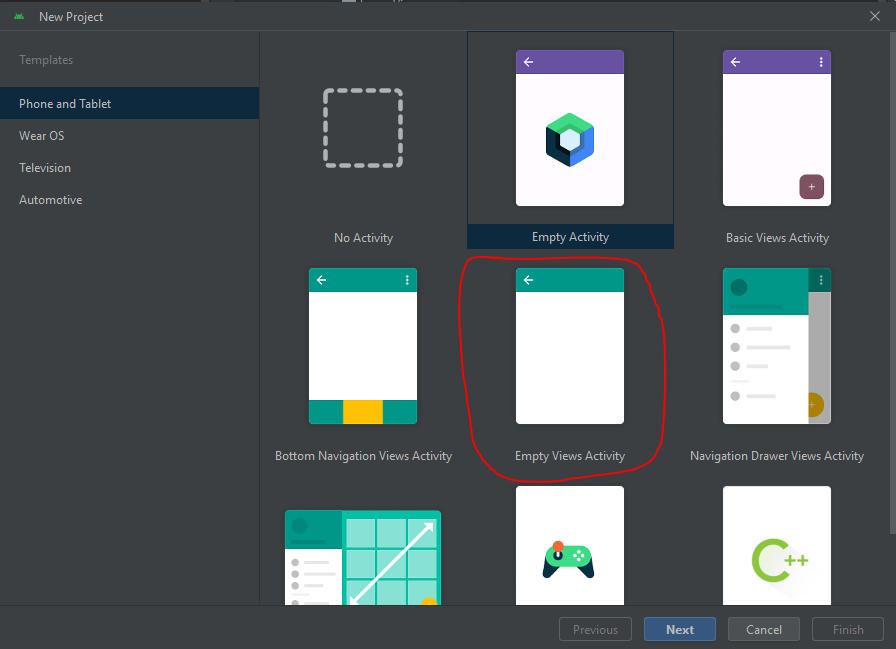 New Project
Templates
Phone and Tablet
Wear OS
Television
Automotive
No Activity
Empty Activity
Basic Views Activity
Bottom Navigation Views Activity
Empty Views Activity
Navigation Drawer Views Activity
C++
Previous
Next
Cancel
Finish